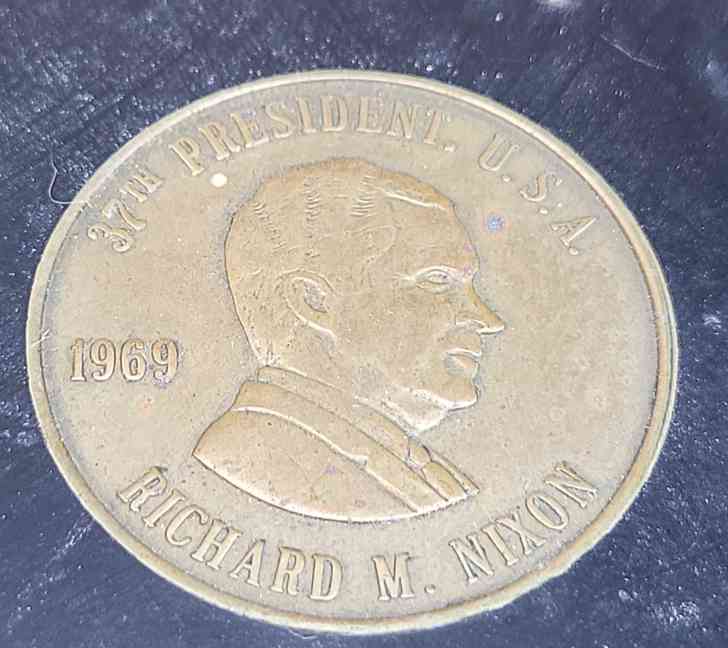 37TH PRESIDENT, U.S.A.
1969
RICHARD M. NIXON